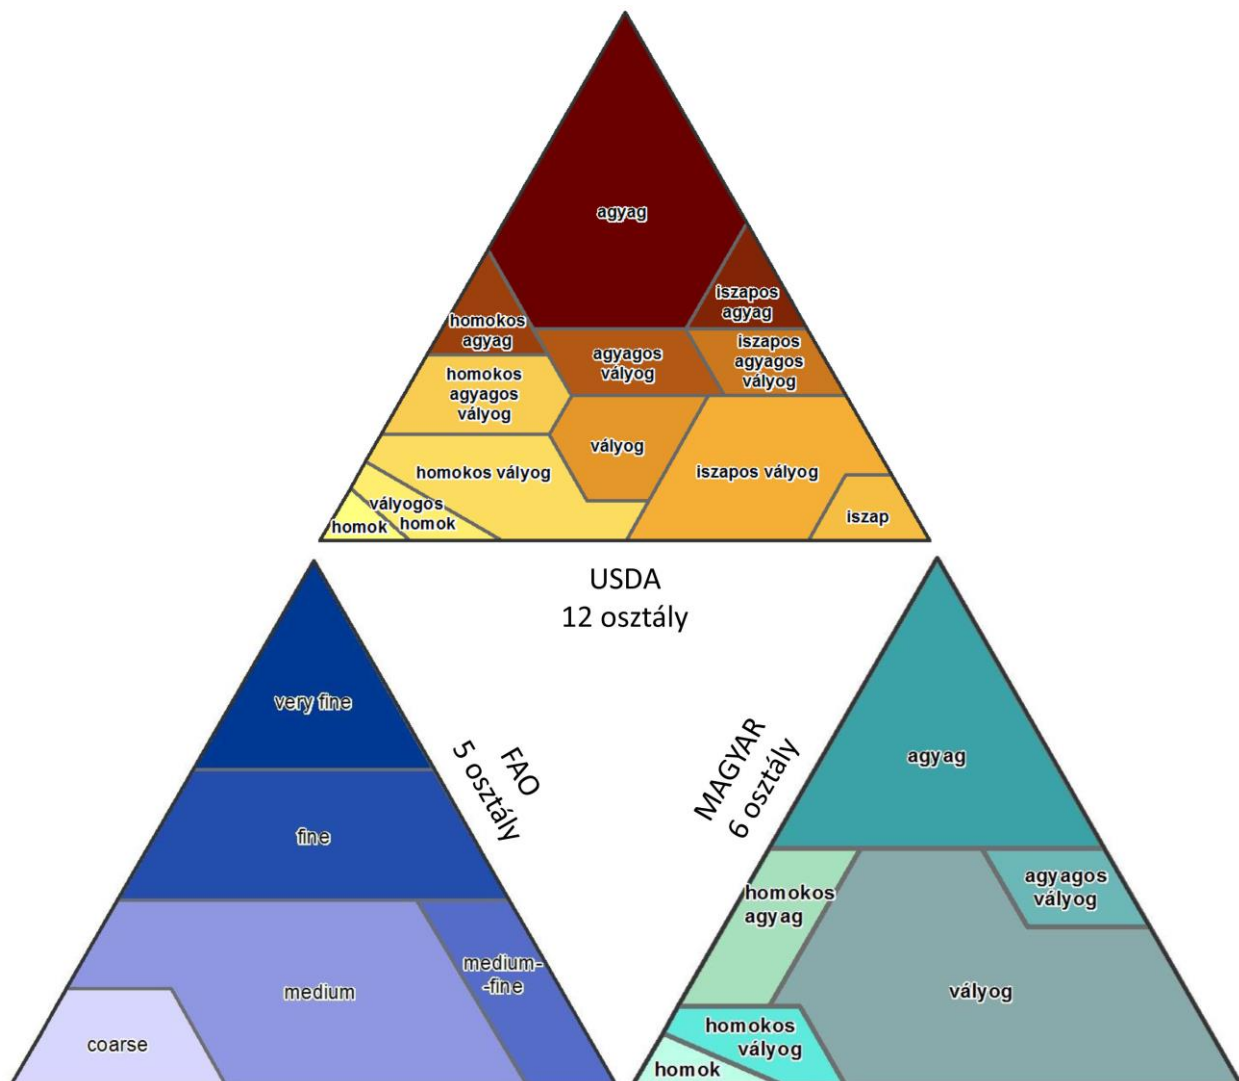 agyag
iszapos
agyag
homokos
agyag
agyagos
vályog
iszapos
agyagos
vályog
homokos
agyagos
vályog
vályog
homokos vályog
iszapos vályog
vályogos
homok
homok
iszap
USDA
12 osztály
very fine
fine
medium
medium-
-fine
coarse
FAO
5 osztály
MAGYAR
6 osztály
agyag
homokos
agyag
agyagos
vályog
vályog
homokos
vályog
homok